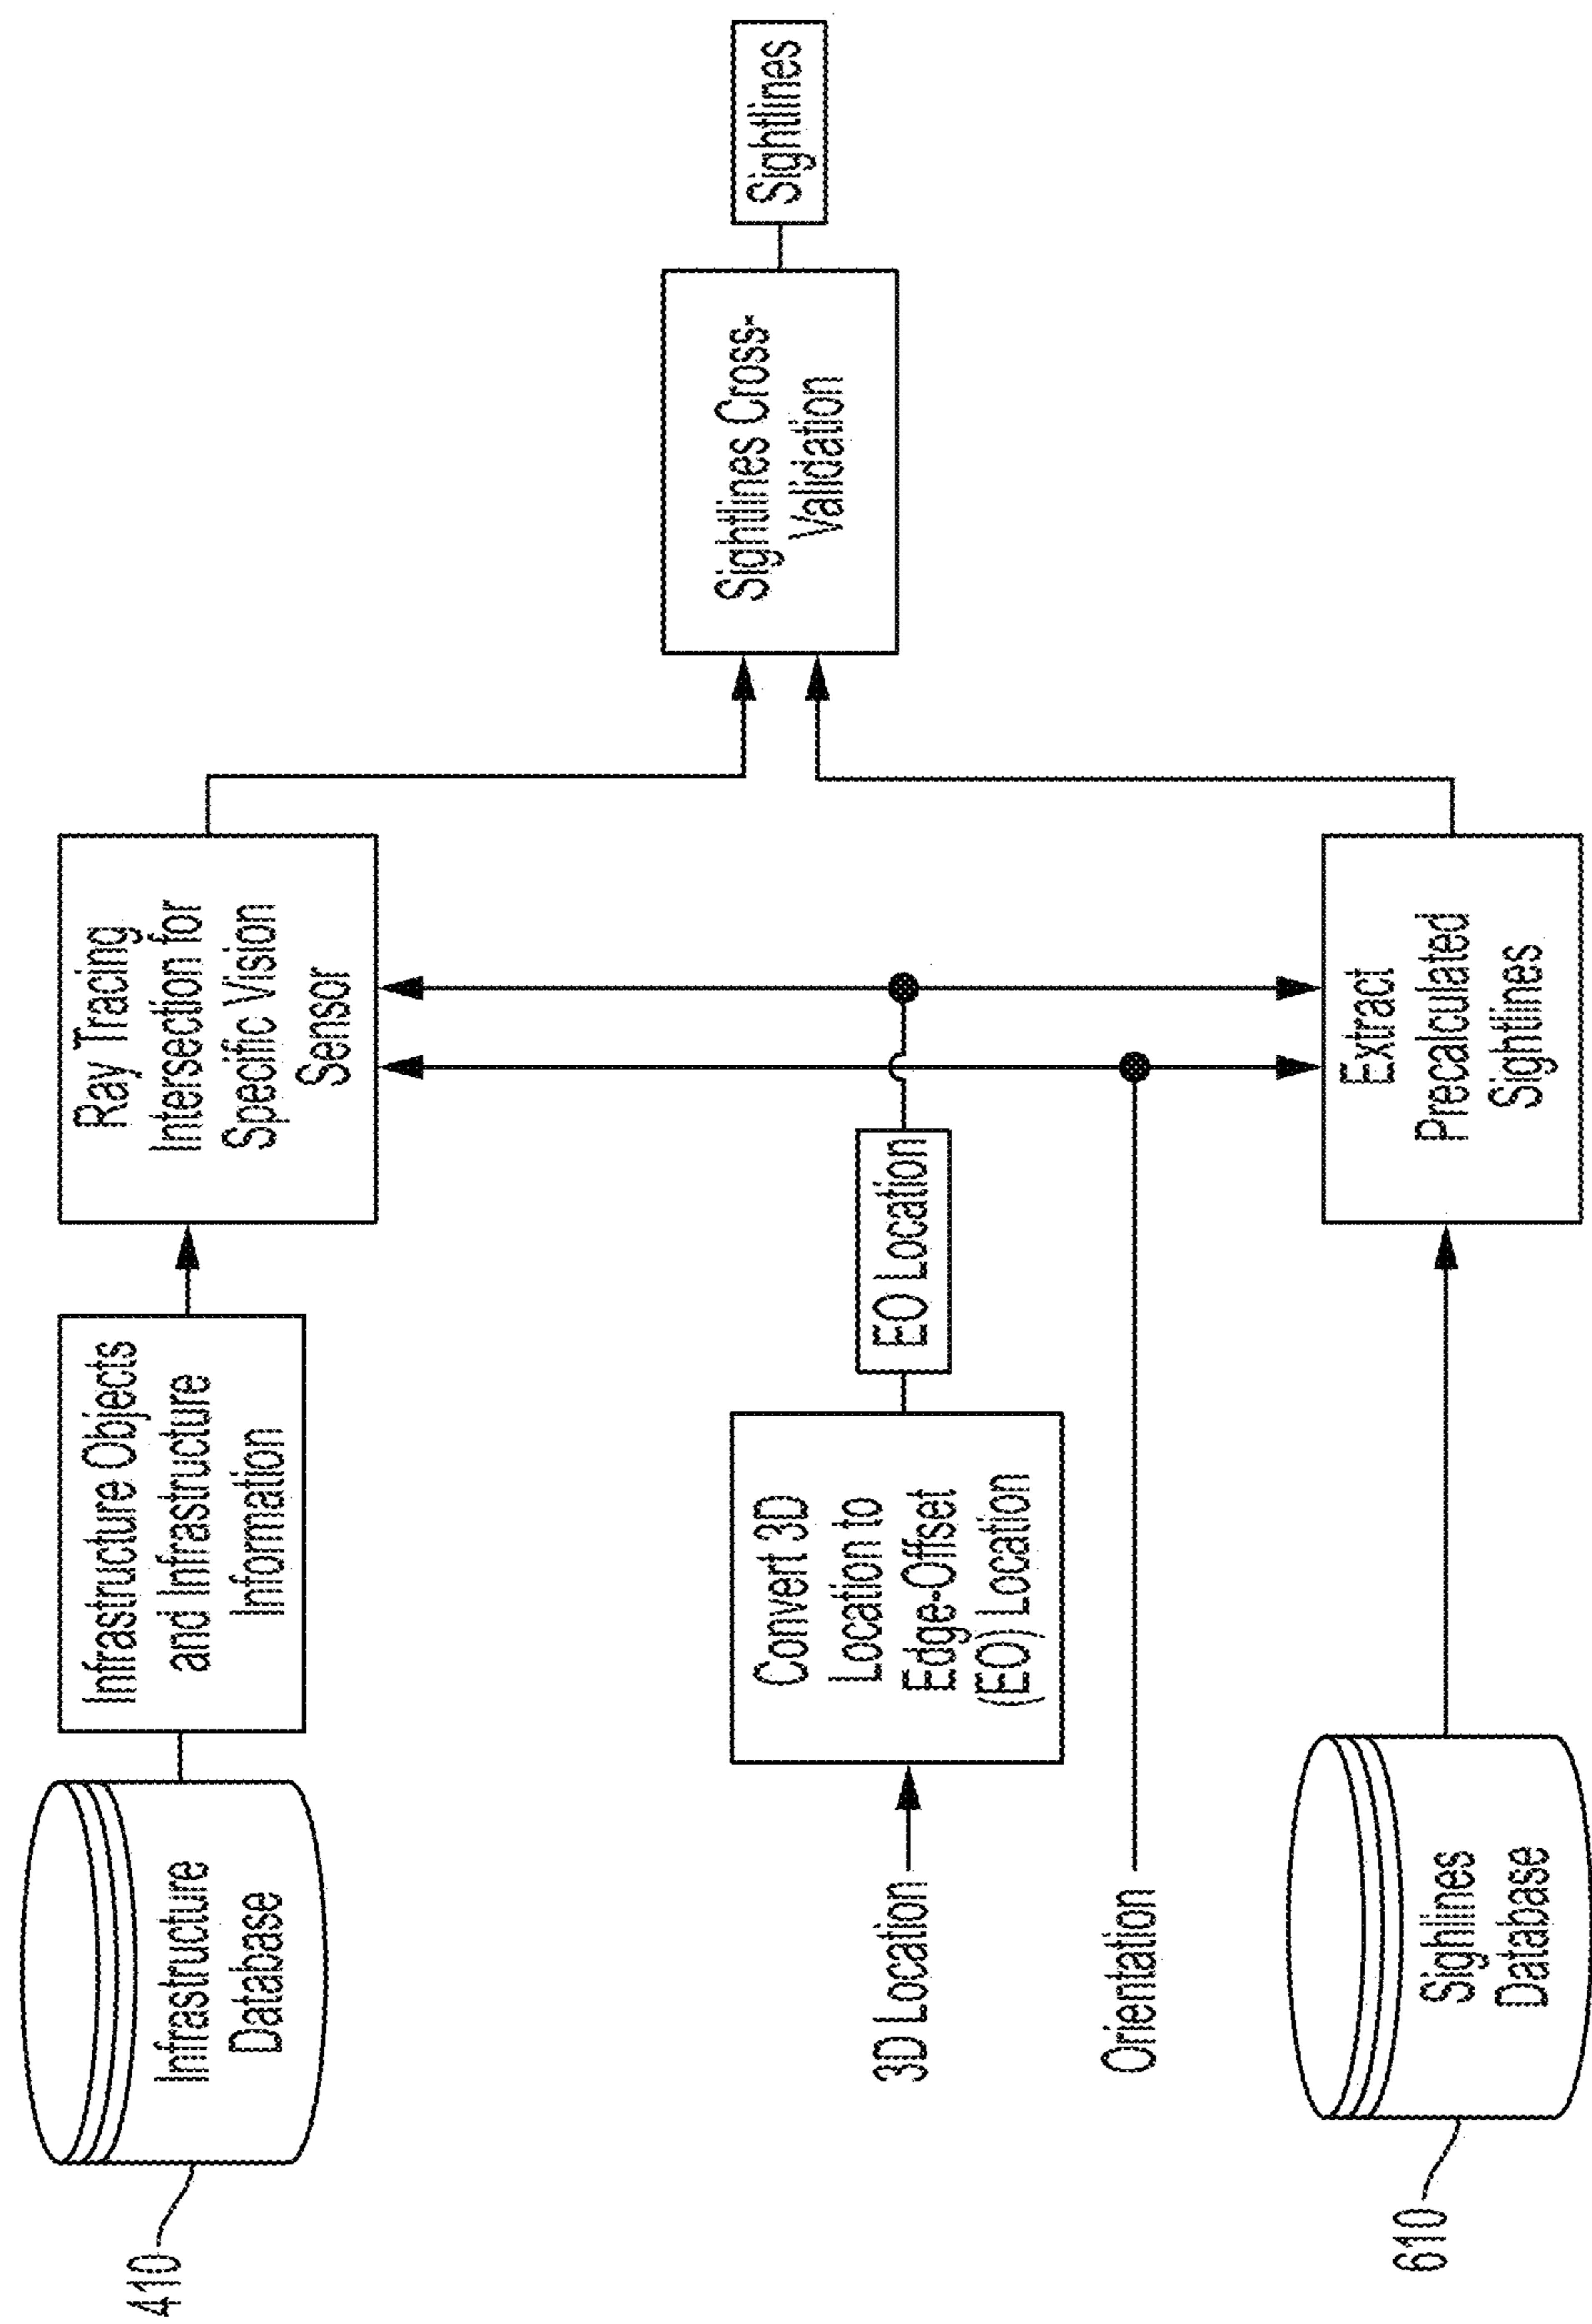 410
Infrastructure
Database
Infrastructure Objects
and Infrastructure
Information
Ray Tracing
Intersection for
Specific Vision
Sensor
3D Location
Convert 3D
Location to
Edge-Offset
(EO) Location
EO Location
Orientation
610
Sighlines
Database
Extract
Precalculated
Sightlines
Sightlines Cross-
Validation
Sightlines